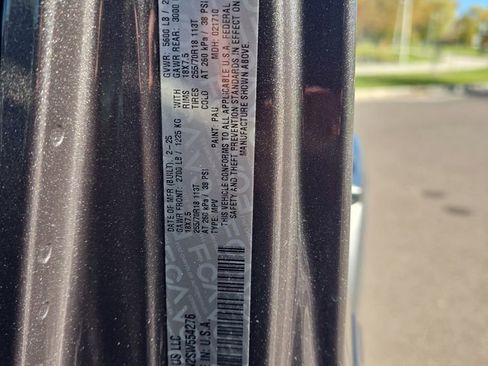 US LLC
2SW554276
IN: U.S.A.
DATE OF MFR (BUILT): 2-25
GVWR: 5600 LB / 2
GAWR FRONT: 2700 LB / 1225 KG WITH GAWR REAR: 3000
18X7.5 RIMS 18X7.5
255/70R18 113T TIRES 255/70R18 113T
AT 260 kPa / 38 PSI COLD AT 260 kPa / 38 PSI
TYPE: MPV PAINT: PAU MDH: 021710
THIS VEHICLE CONFORMS TO ALL APPLICABLE U.S.A. FEDERAL
SAFETY AND THEFT PREVENTION STANDARDS IN EFFECT ON
MANUFACTURE SHOWN ABOVE.